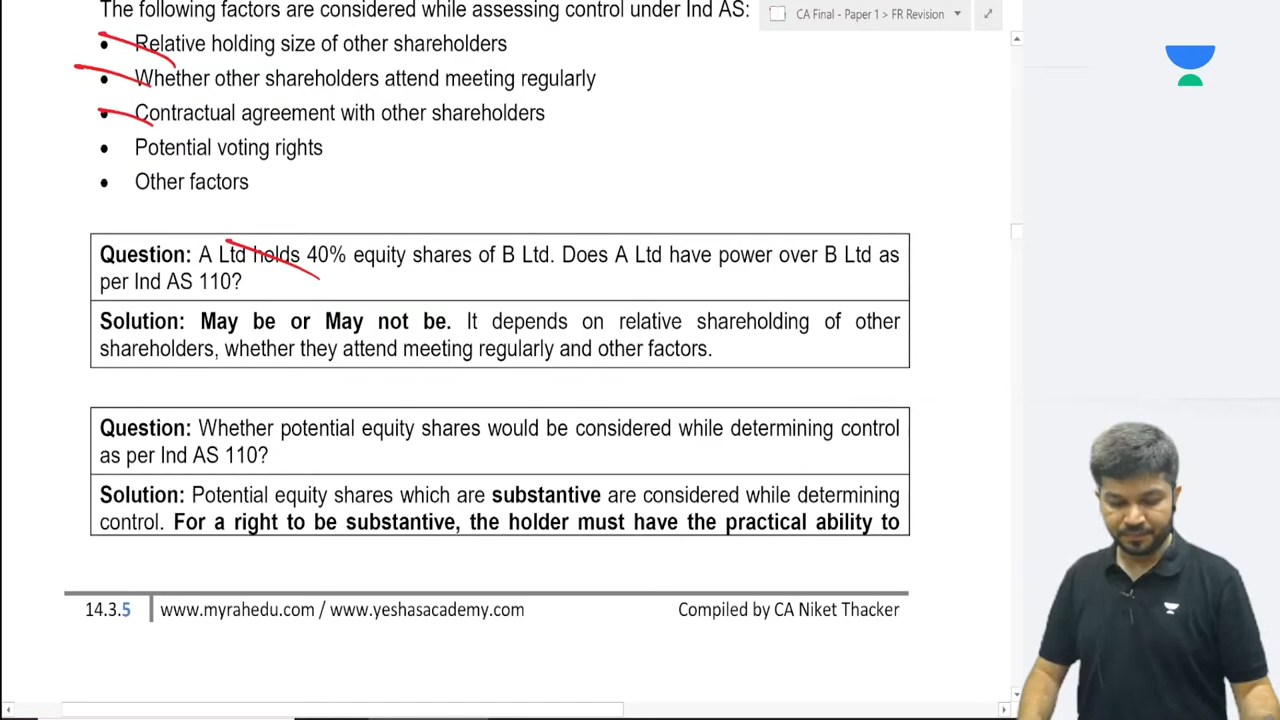 The following factors are considered while assessing control under Ind AS:
CA Final - Paper 1 > FR Revision
• Relative holding size of other shareholders
• Whether other shareholders attend meeting regularly
• Contractual agreement with other shareholders
• Potential voting rights
• Other factors
Question: A Ltd holds 40% equity shares of B Ltd. Does A Ltd have power over B Ltd as
per Ind AS 110?
Solution: May be or May not be. It depends on relative shareholding of other
shareholders, whether they attend meeting regularly and other factors.
Question: Whether potential equity shares would be considered while determining control
as per Ind AS 110?
Solution: Potential equity shares which are substantive are considered while determining
control. For a right to be substantive, the holder must have the practical ability to
14.3.5 www.myrahedu.com / www.yeshasacademy.com Compiled by CA Niket Thacker